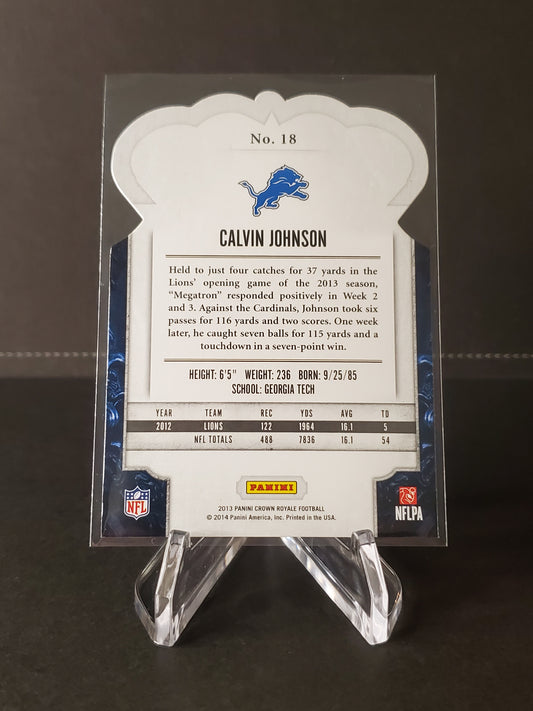 No. 18
CALVIN JOHNSON
Held to just four catches for 37 yards in the
Lions' opening game of the 2013 season,
“Megatron” responded positively in Week 2
and 3. Against the Cardinals, Johnson took six
passes for 116 yards and two scores. One week
later, he caught seven balls for 115 yards and a
touchdown in a seven-point win.
HEIGHT: 6'5" WEIGHT: 236 BORN: 9/25/85
SCHOOL: GEORGIA TECH
YEAR TEAM REC YDS AVG TD
2012 LIONS 122 1964 16.1 5
NFL TOTALS 488 7836 16.1 54
PANINI
NFL
NFLPA
2013 PANINI CROWN ROYALE FOOTBALL
© 2014 Panini America, Inc. Printed in the USA.